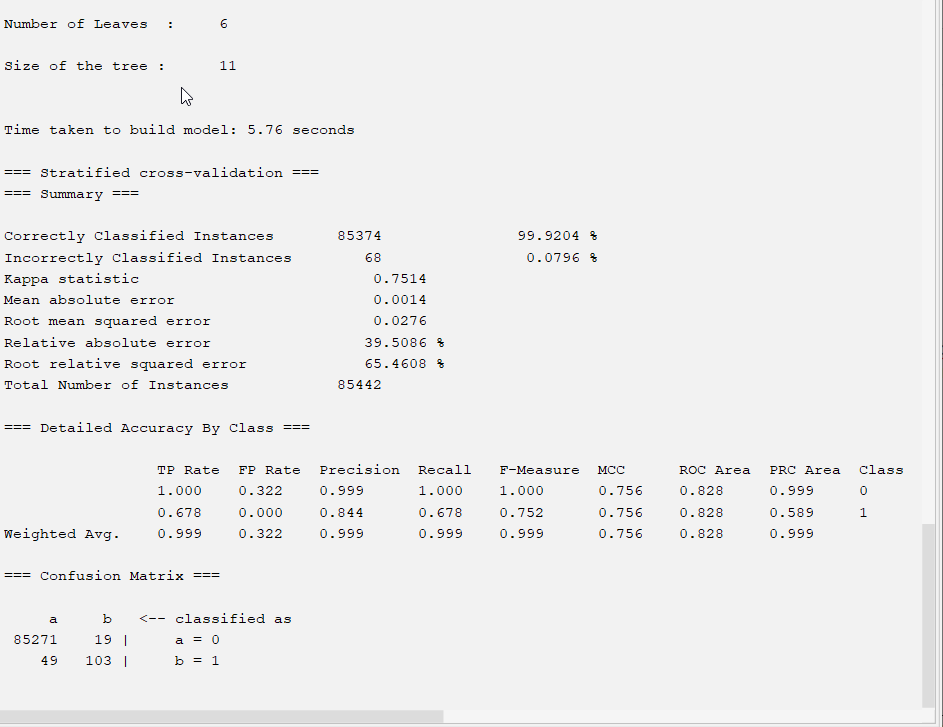 Number of Leaves  :      6
Size of the tree :      11
Time taken to build model: 5.76 seconds
=== Stratified cross-validation ===
=== Summary ===
Correctly Classified Instances       85374               99.9204 %
Incorrectly Classified Instances        68                0.0796 %
Kappa statistic                          0.7514
Mean absolute error                      0.0014
Root mean squared error                  0.0276
Relative absolute error                 39.5086 %
Root relative squared error             65.4608 %
Total Number of Instances            85442
=== Detailed Accuracy By Class ===
                 TP Rate  FP Rate  Precision  Recall   F-Measure  MCC      ROC Area  PRC Area  Class
                 1.000    0.322    0.999      1.000    1.000      0.756    0.828     0.999     0
                 0.678    0.000    0.844      0.678    0.752      0.756    0.828     0.589     1
Weighted Avg.    0.999    0.322    0.999      0.999    0.999      0.756    0.828     0.999
=== Confusion Matrix ===
     a     b   <-- classified as
 85271    19 |     a = 0
    49   103 |     b = 1